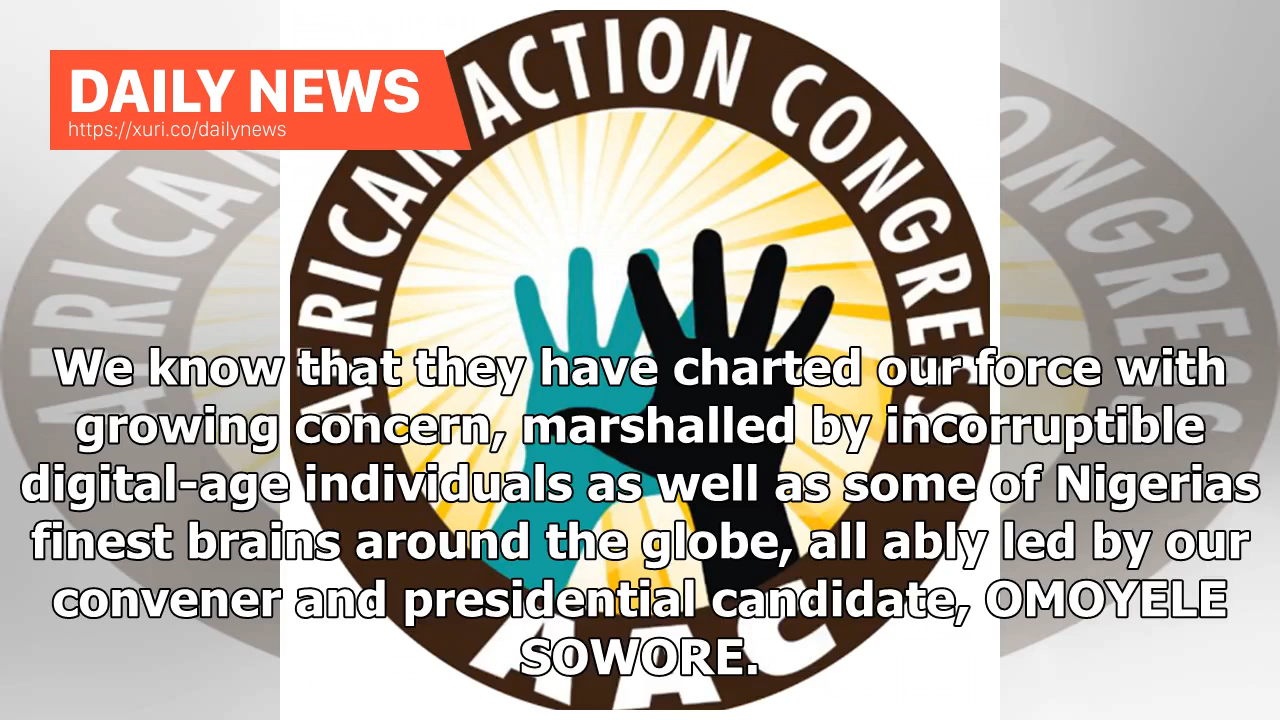 DAILY NEWS
https://xuri.co/dailynews
RICAN ACTION CONGRESS
We know that they have charted our force with
growing concern, marshalled by incorruptible
digital-age individuals as well as some of Nigerias
finest brains around the globe, all ably led by our
convener and presidential candidate, OMOYELE
SOWORE.
AAC